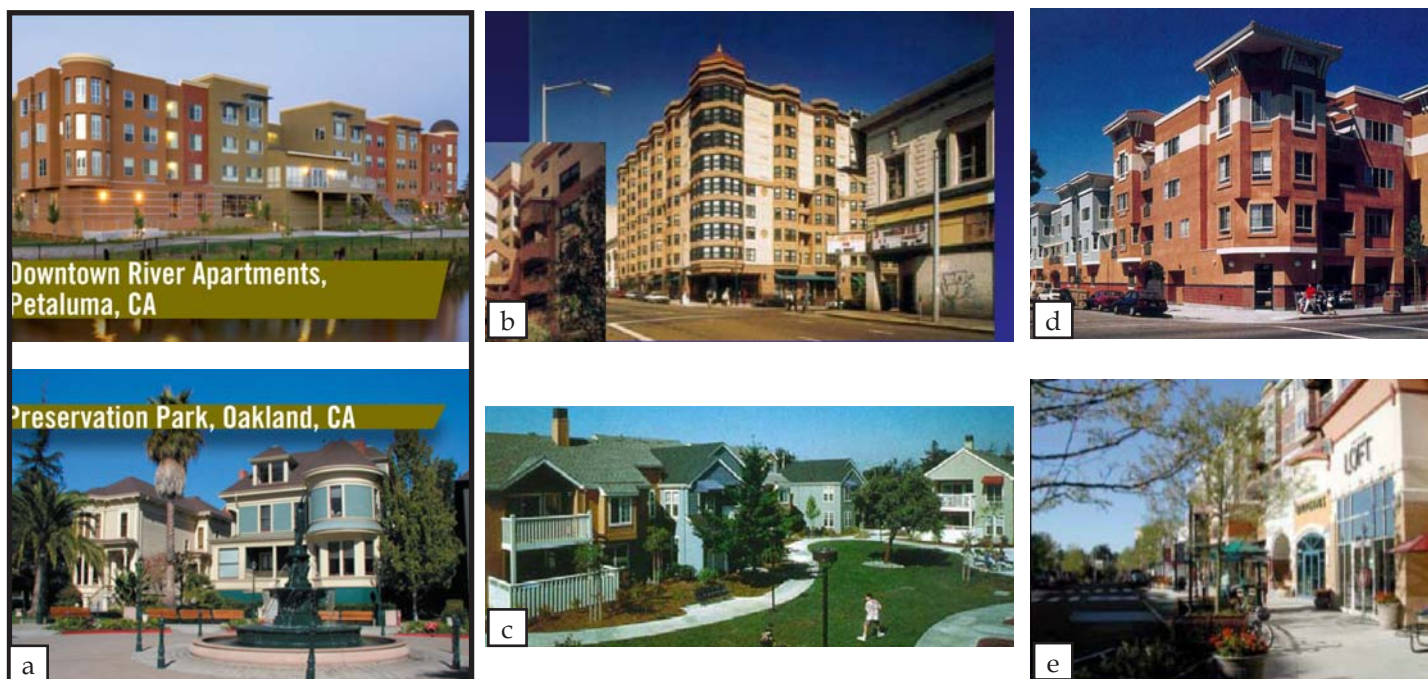 Downtown River Apartments,
Petaluma, CA
Preservation Park, Oakland, CA
a
b
c
d
LOFT
e